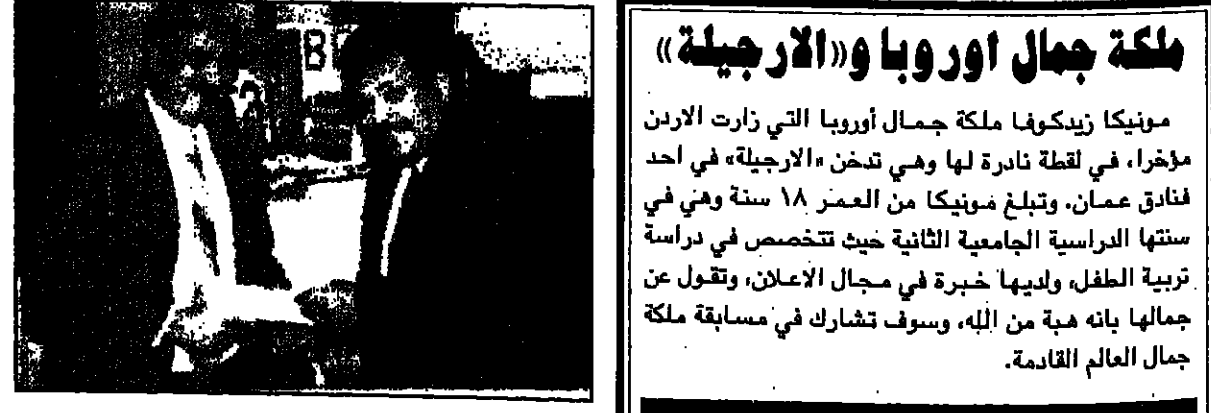 ملكة جمال اوروبا و«الارجيلة»
مونيكا زيدكوفا ملكة جمال أوروبا التي زارت الاردن
مؤخرا، في لقطة نادرة لها وهي تدخن «الارجيلة» في احد
فنادق عمان. وتبلغ مونيكا من العمر ١٨ سنة وهي في
سنتها الدراسية الجامعية الثانية حيث تتخصص في دراسة
تربية الطفل، ولديها خبرة في مجال الاعلان، وتقول عن
جمالها بانه هبة من الله، وسوف تشارك في مسابقة ملكة
جمال العالم القادمة.